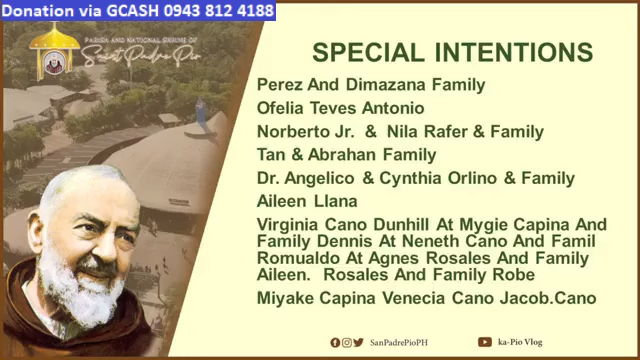 Donation via GCASH 0943 812 4188
PARISH AND NATIONAL SHRINE OF
Saint Padre Pio
SPECIAL INTENTIONS
Perez And Dimazana Family
Ofelia Teves Antonio
Norberto Jr. & Nila Rafer & Family
Tan & Abrahan Family
Dr. Angelico & Cynthia Orlino & Family
Aileen Llana
Virginia Cano Dunhill At Mygie Capina And
Family Dennis At Neneth Cano And Famil
Romualdo At Agnes Rosales And Family
Aileen. Rosales And Family Robe
Miyake Capina Venecia Cano Jacob.Cano
SanPadrePioPH
ka-Pio Vlog